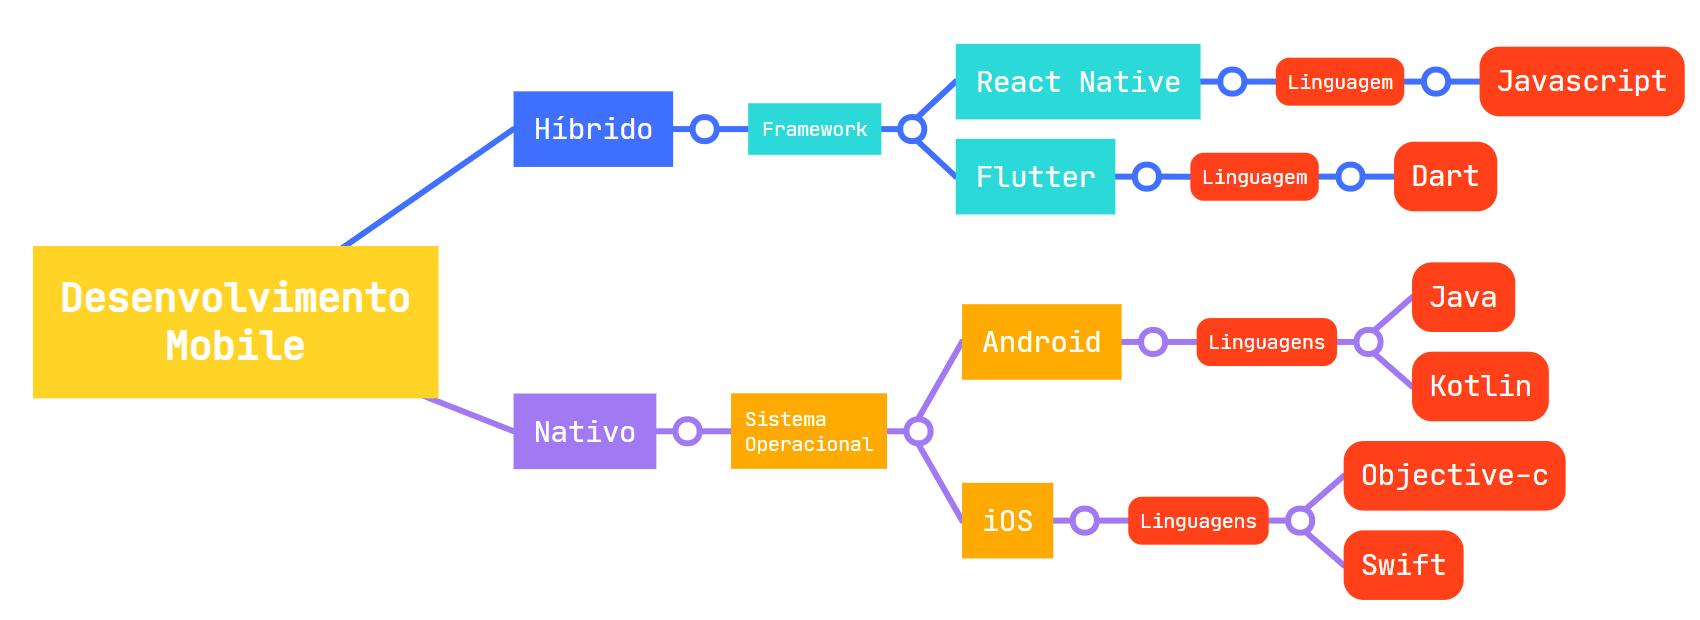 Desenvolvimento
Mobile
Híbrido
Framework
React Native
Linguagem
Javascript
Flutter
Linguagem
Dart
Nativo
Sistema
Operacional
Android
Linguagens
Java
Kotlin
iOS
Linguagens
Objective-c
Swift